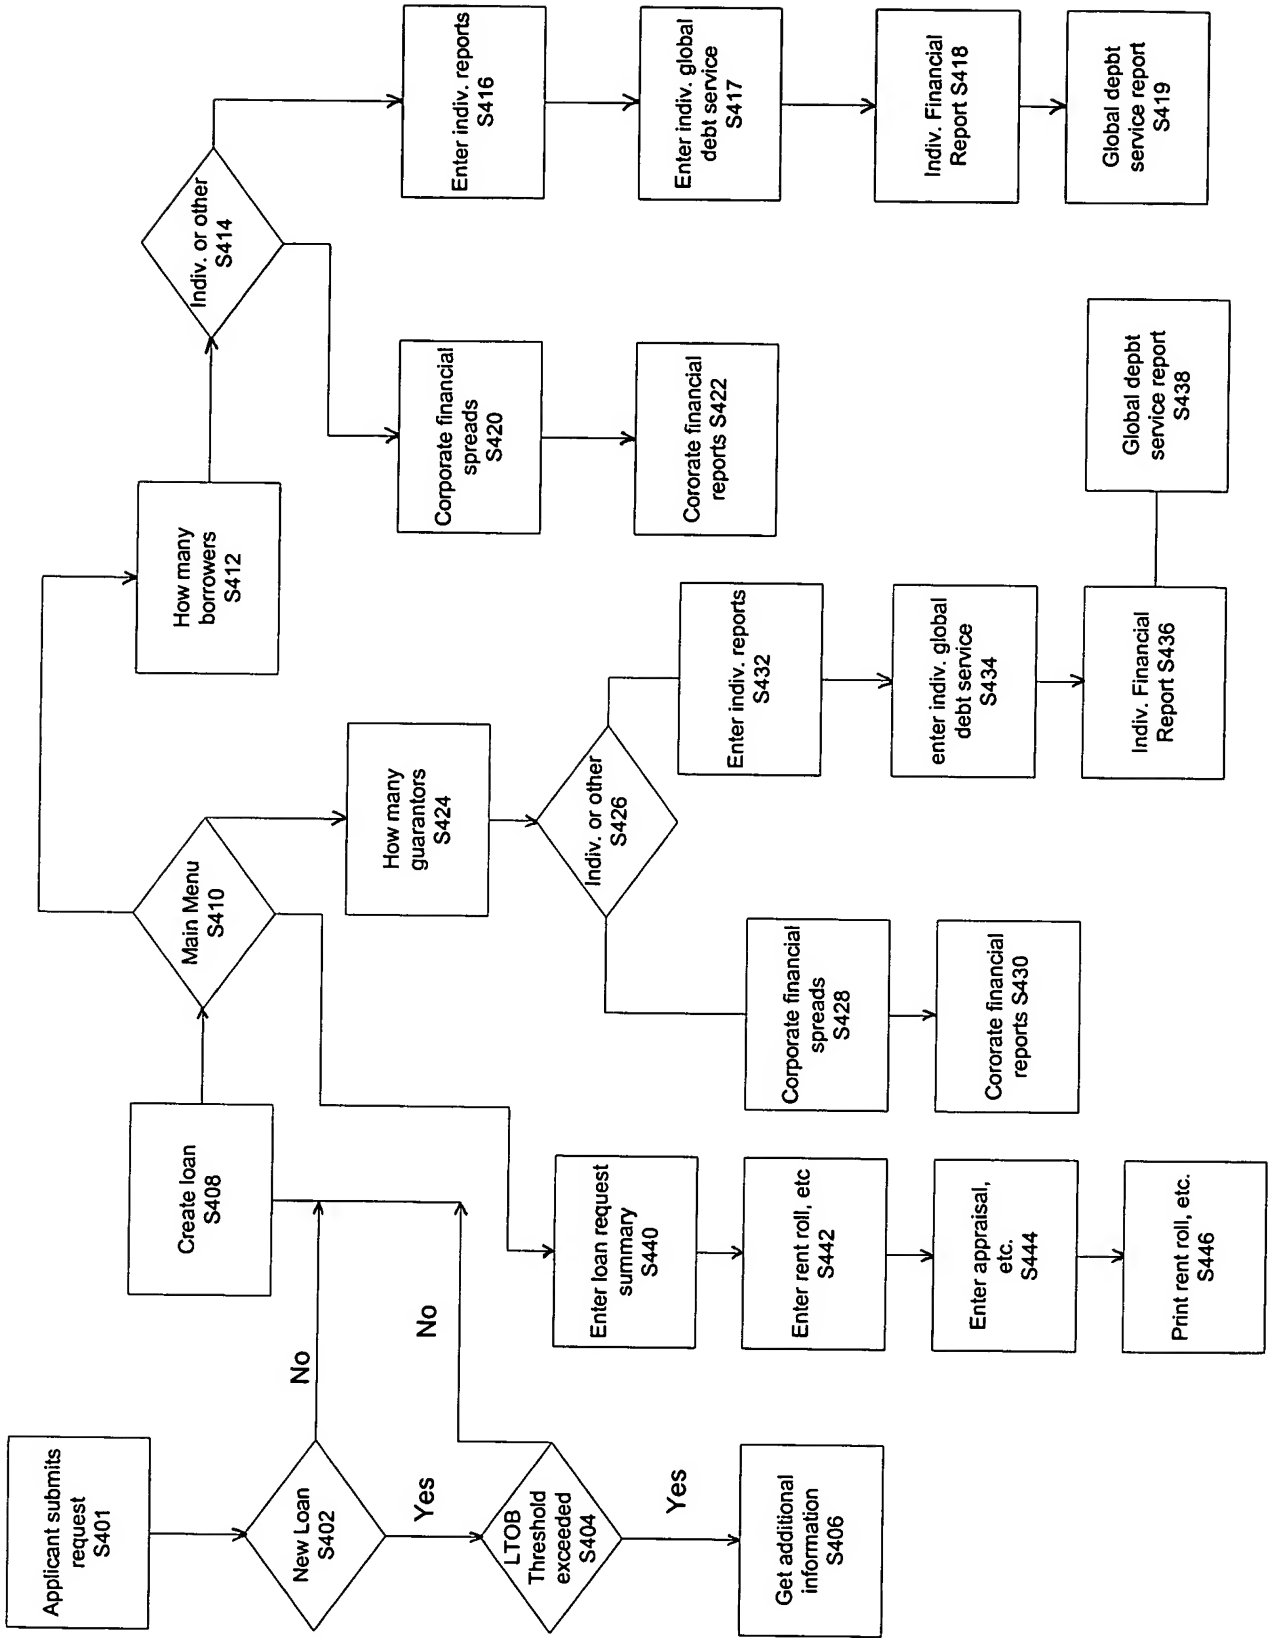 Applicant submits
request
S401
New Loan
S402
No
Yes
LTOB
Threshold
exceeded
S404
No
Yes
Get additional
information
S406
Create loan
S408
Main Menu
S410
How many
borrowers
S412
Indiv. or other
S414
Enter indiv. reports
S416
Enter indiv. global
debt service
S417
Indiv. Financial
Report S418
Global depbt
service report
S419
Corporate financial
spreads
S420
Cororate financial
reports S422
How many
guarantors
S424
Indiv. or other
S426
Corporate financial
spreads
S428
Cororate financial
reports S430
Enter indiv. reports
S432
enter indiv. global
debt service
S434
Indiv. Financial
Report S436
Global depbt
service report
S438
Enter loan request
summary
S440
Enter rent roll, etc
S442
Enter appraisal,
etc.
S444
Print rent roll, etc.
S446